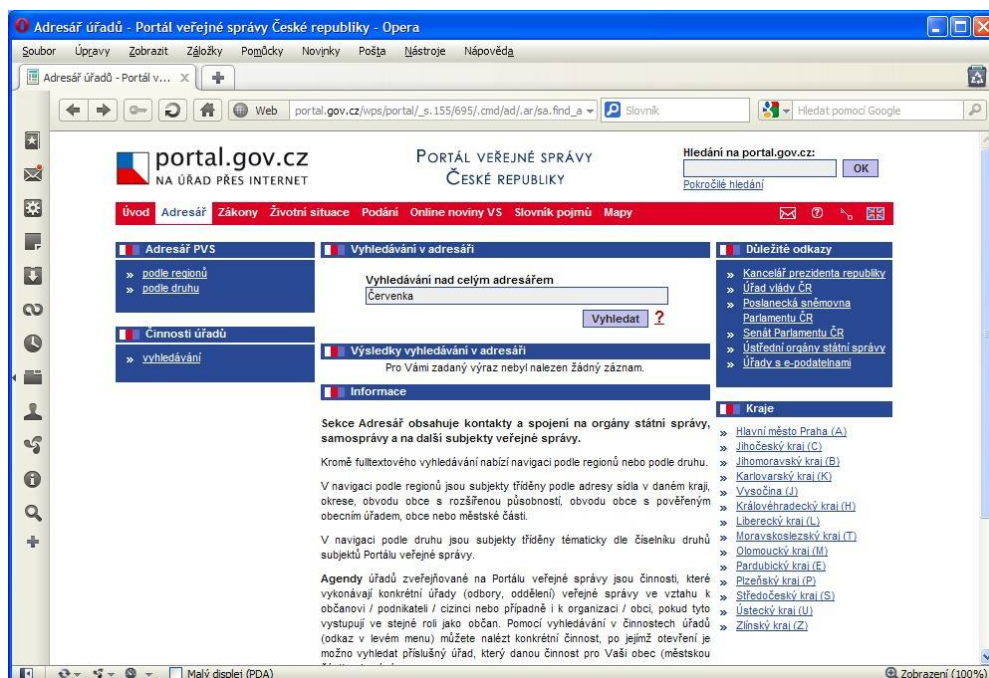 Adresář úřadů - Portál veřejné správy České republiky - Opera
Soubor Úpravy Zobrazit Záložky Pomůcky Novinky Pošta Nástroje Nápověda
Adresář úřadů - Portál v...
Web portal.gov.cz/wps/portal/_s.155/695/.cmd/ad/.ar/sa.find_a Slovník Hledat pomocí Google
portal.gov.cz
NA ÚŘAD PŘES INTERNET
PORTÁL VEŘEJNÉ SPRÁVY
ČESKÉ REPUBLIKY
Hledání na portal.gov.cz:
OK
Pokročilé hledání
Úvod Adresář Zákony Životní situace Podání Online noviny VS Slovník pojmů Mapy
Adresář PVS
» podle regionů
» podle druhu
Činnosti úřadů
» vyhledávání
Vyhledávání v adresáři
Vyhledávání nad celým adresářem
Červenka
Vyhledat ?
Výsledky vyhledávání v adresáři
Pro Vámi zadaný výraz nebyl nalezen žádný záznam.
Informace
Sekce Adresář obsahuje kontakty a spojení na orgány státní správy,
samosprávy a na další subjekty veřejné správy.
Kromě fulltextového vyhledávání nabízí navigaci podle regionů nebo podle druhu.
V navigaci podle regionů jsou subjekty tříděny podle adresy sídla v daném kraji,
okrese, obvodu obce s rozšířenou působností, obvodu obce s pověřeným
obecním úřadem, obce nebo městské části.
V navigaci podle druhu jsou subjekty tříděny tématicky dle číselníku druhů
subjektů Portálu veřejné správy.
Agendy úřadů zveřejňované na Portálu veřejné správy jsou činnosti, které
vykonávají konkrétní úřady (odbory, oddělení) veřejné správy ve vztahu k
občanovi / podnikateli / cizinci nebo případně i k organizaci / obci, pokud tyto
vystupují ve stejné roli jako občan. Pomocí vyhledávání v činnostech úřadů
(odkaz v levém menu) můžete nalézt konkrétní činnost, po jejímž otevření je
možno vyhledat příslušný úřad, který danou činnost pro Vaši obec (městskou
Důležité odkazy
» Kancelář prezidenta republiky
» Úřad vlády ČR
» Poslanecká sněmovna
Parlamentu ČR
» Senát Parlamentu ČR
» Ústřední orgány státní správy
» Úřady s e-podatelnami
Kraje
» Hlavní město Praha (A)
» Jihočeský kraj (C)
» Jihomoravský kraj (B)
» Karlovarský kraj (K)
» Vysočina (J)
» Královéhradecký kraj (H)
» Liberecký kraj (L)
» Moravskoslezský kraj (T)
» Olomoucký kraj (M)
» Pardubický kraj (E)
» Plzeňský kraj (P)
» Středočeský kraj (S)
» Ústecký kraj (U)
» Zlínský kraj (Z)
Malý displej (PDA) Zobrazení (100%)